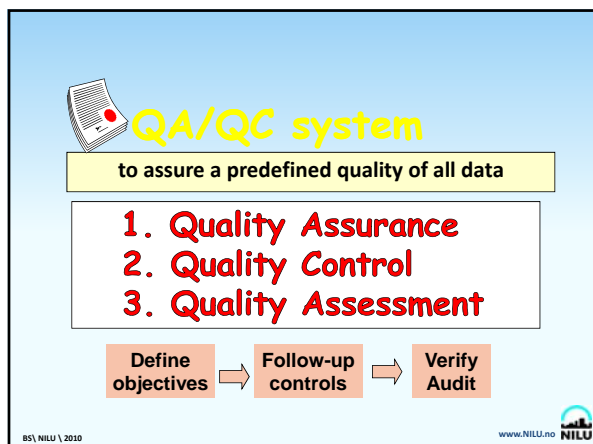 QA/QC system
to assure a predefined quality of all data
1. Quality Assurance
2. Quality Control
3. Quality Assessment
Define
objectives
Follow-up
controls
Verify
Audit
BS\ NILU \ 2010
www.NILU.no
NILU